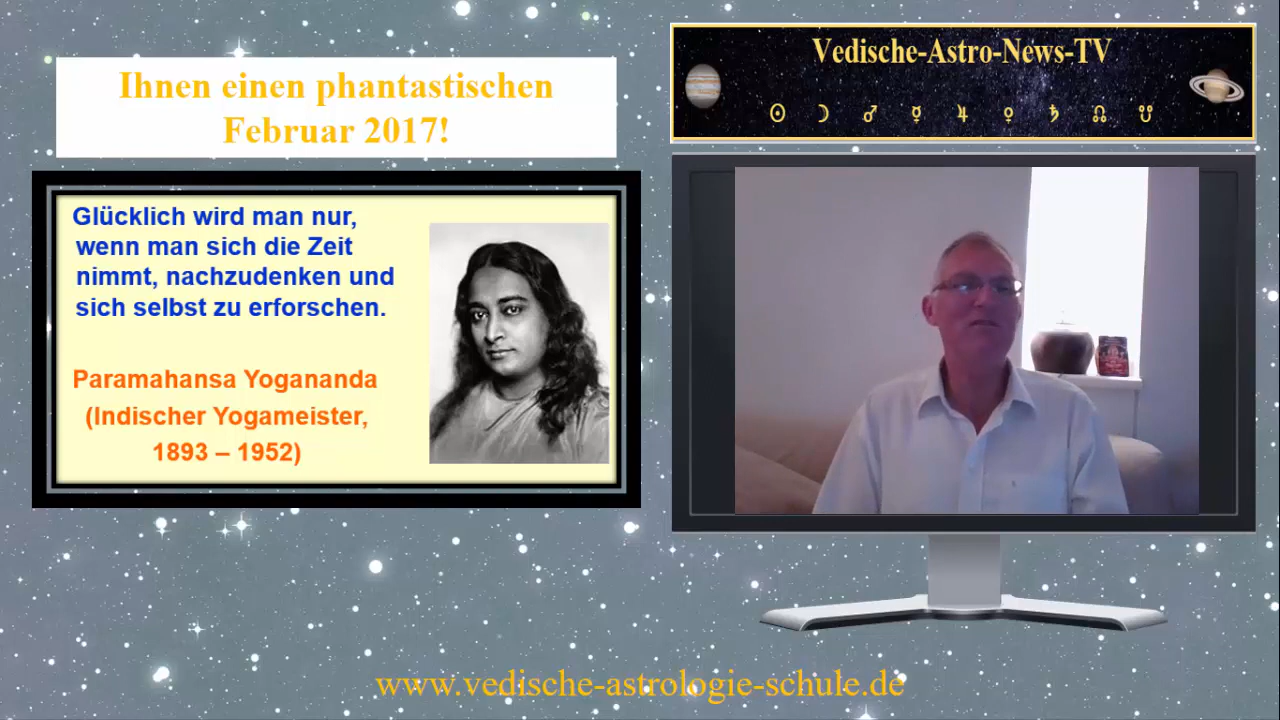 Ihnen einen phantastischen
Februar 2017!
Glücklich wird man nur,
wenn man sich die Zeit
nimmt, nachzudenken und
sich selbst zu erforschen.
Paramahansa Yogananda
(Indischer Yogameister,
1893 – 1952)
Vedische-Astro-News-TV
☉ ☽ ♂ ☿ ♃ ♀ ♄ ☊ ☋
www.vedische-astrologie-schule.de